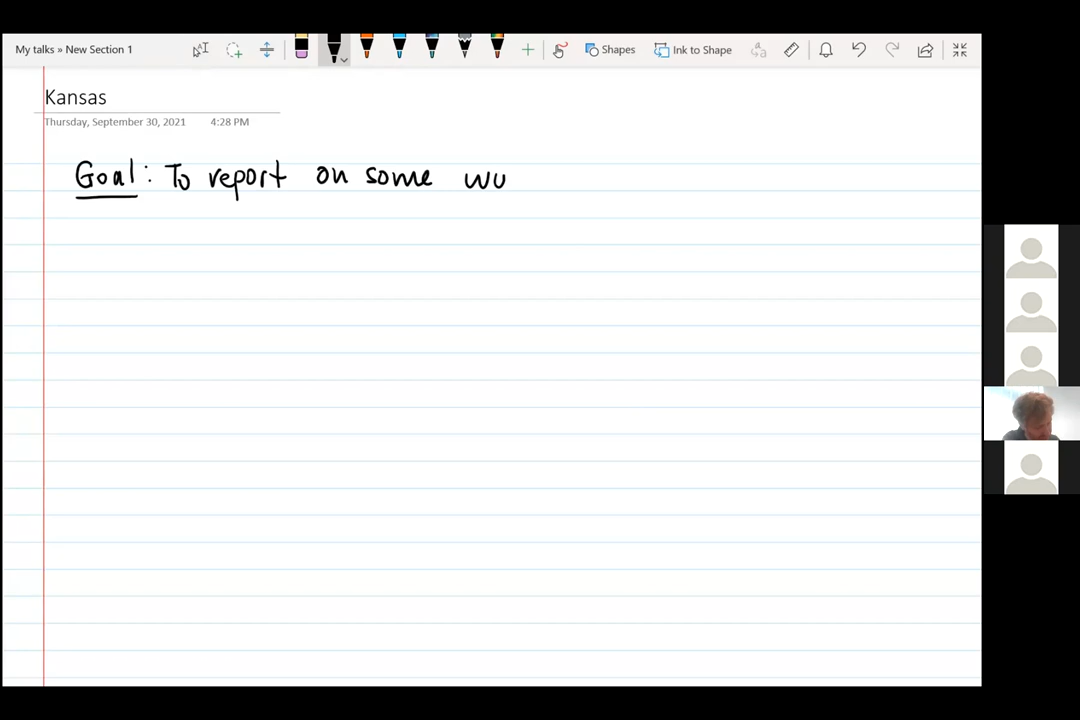 My talks » New Section 1
Shapes
Ink to Shape
Kansas
Thursday, September 30, 2021 4:28 PM
Goal: To report on some wo